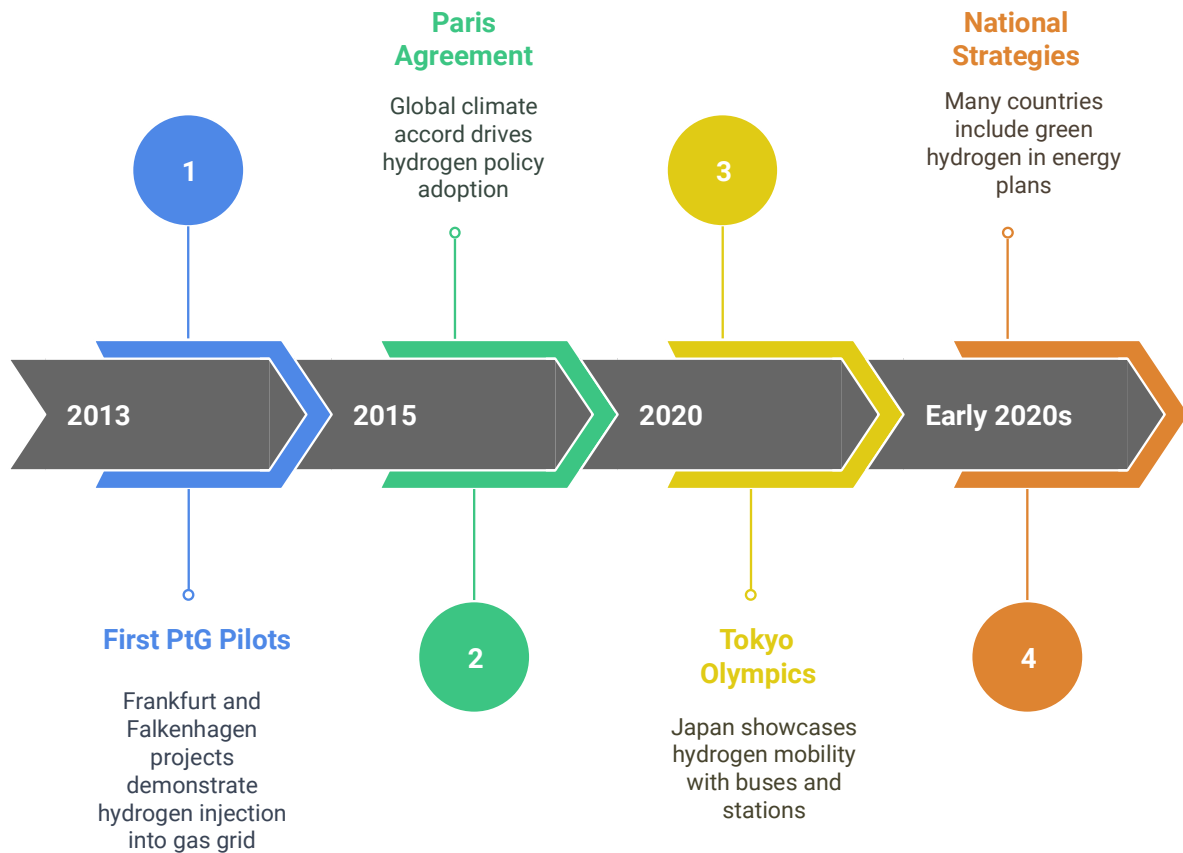 1
2013
First PtG Pilots
Frankfurt and
Falkenhagen
projects
demonstrate
hydrogen injection
into gas grid
Paris
Agreement
Global climate
accord drives
hydrogen policy
adoption
2015
2
3
2020
Tokyo
Olympics
Japan showcases
hydrogen mobility
with buses and
stations
National
Strategies
Many countries
include green
hydrogen in energy
plans
Early 2020s
4